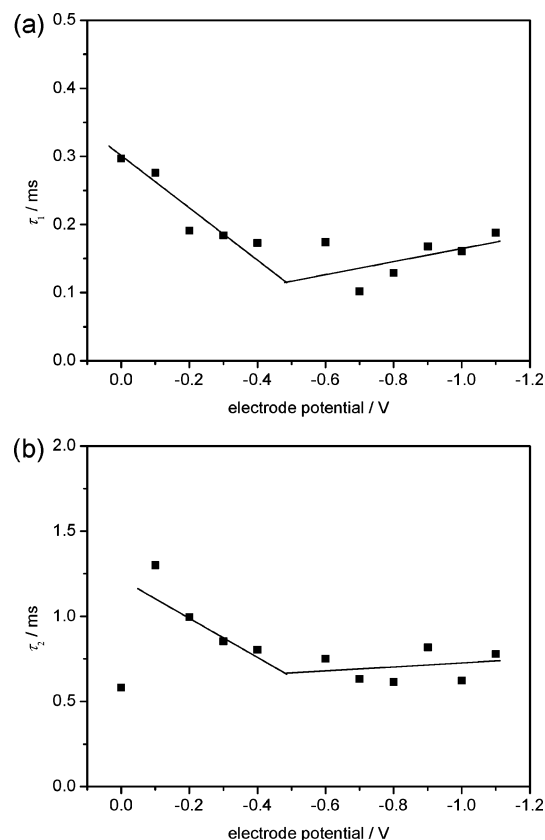 (a)
0.5
0.4
0.3
0.2
0.1
0.0
τ1 / ms
0.0 -0.2 -0.4 -0.6 -0.8 -1.0 -1.2
electrode potential / V
(b)
2.0
1.5
1.0
0.5
0.0
τ2 / ms
0.0 -0.2 -0.4 -0.6 -0.8 -1.0 -1.2
electrode potential / V